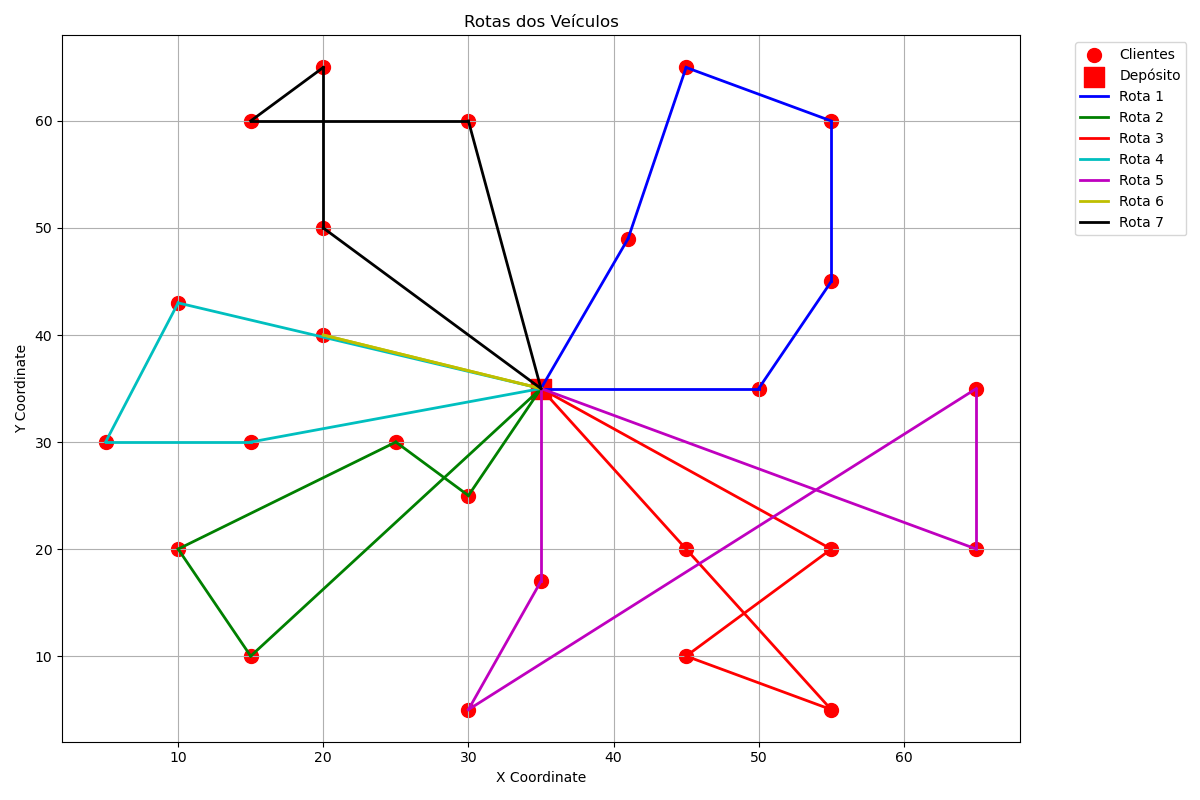 Rotas dos Veículos
Clientes
Depósito
Rota 1
Rota 2
Rota 3
Rota 4
Rota 5
Rota 6
Rota 7
60
50
40
30
20
10
Y Coordinate
10 20 30 40 50 60
X Coordinate